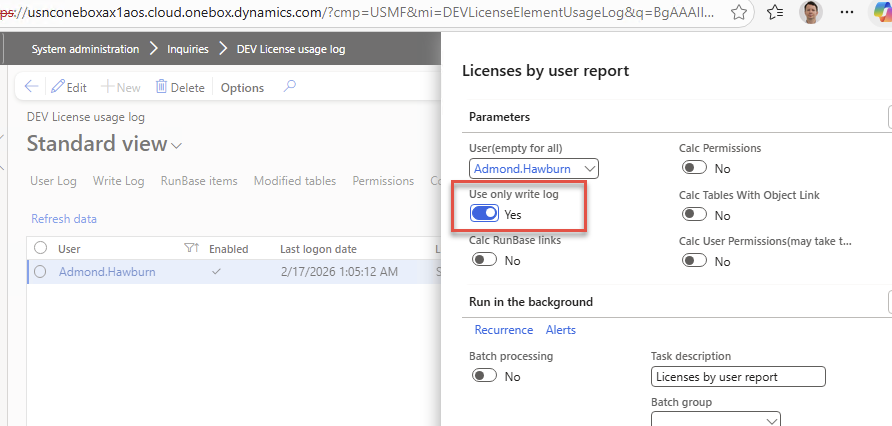 https://usnconeboxax1aos.cloud.onebox.dynamics.com/?cmp=USMF&mi=DEVLicenseElementUsageLog&q=BgAAAII...
System administration > Inquiries > DEV License usage log
Edit New Delete Options
DEV License usage log
Standard view
User Log Write Log RunBase items Modified tables Permissions
Refresh data
User Enabled Last logon date
Admond.Hawburn 2/17/2026 1:05:12 AM
Licenses by user report
Parameters
User(empty for all) Calc Permissions
Admond.Hawburn No
Use only write log Calc Tables With Object Link
Yes No
Calc RunBase links Calc User Permissions(may take t...
No No
Run in the background
Recurrence Alerts
Batch processing Task description
No Licenses by user report
Batch group